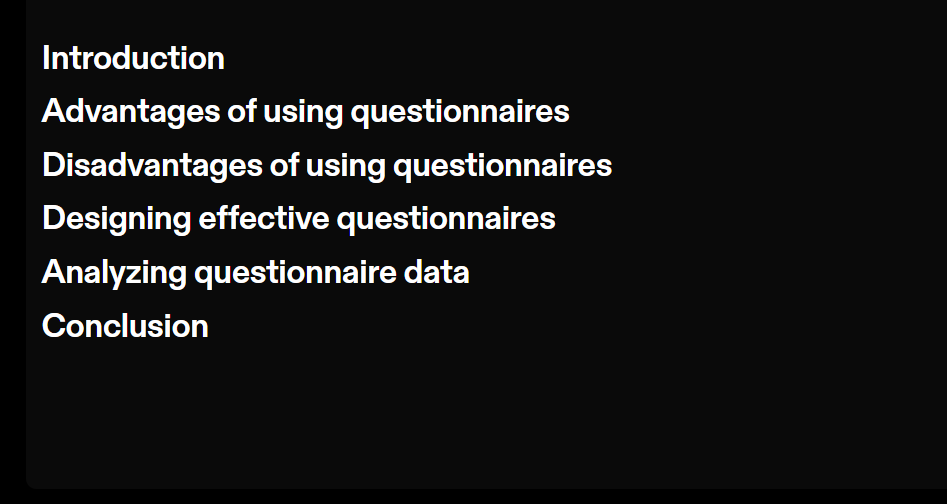 Introduction
Advantages of using questionnaires
Disadvantages of using questionnaires
Designing effective questionnaires
Analyzing questionnaire data
Conclusion